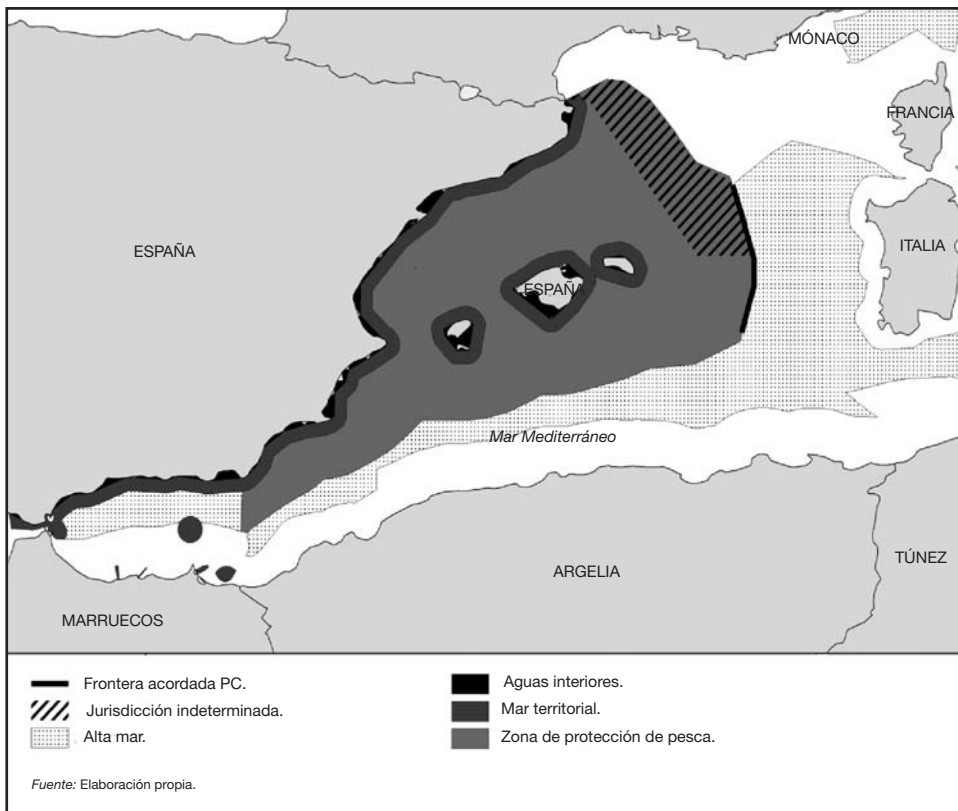 MÓNACO
FRANCIA
ESPAÑA
ITALIA
ESPAÑA
Mar Mediterráneo
ARGELIA
TÚNEZ
MARRUECOS
Frontera acordada PC.
Jurisdicción indeterminada.
Alta mar.
Aguas interiores.
Mar territorial.
Zona de protección de pesca.
Fuente: Elaboración propia.